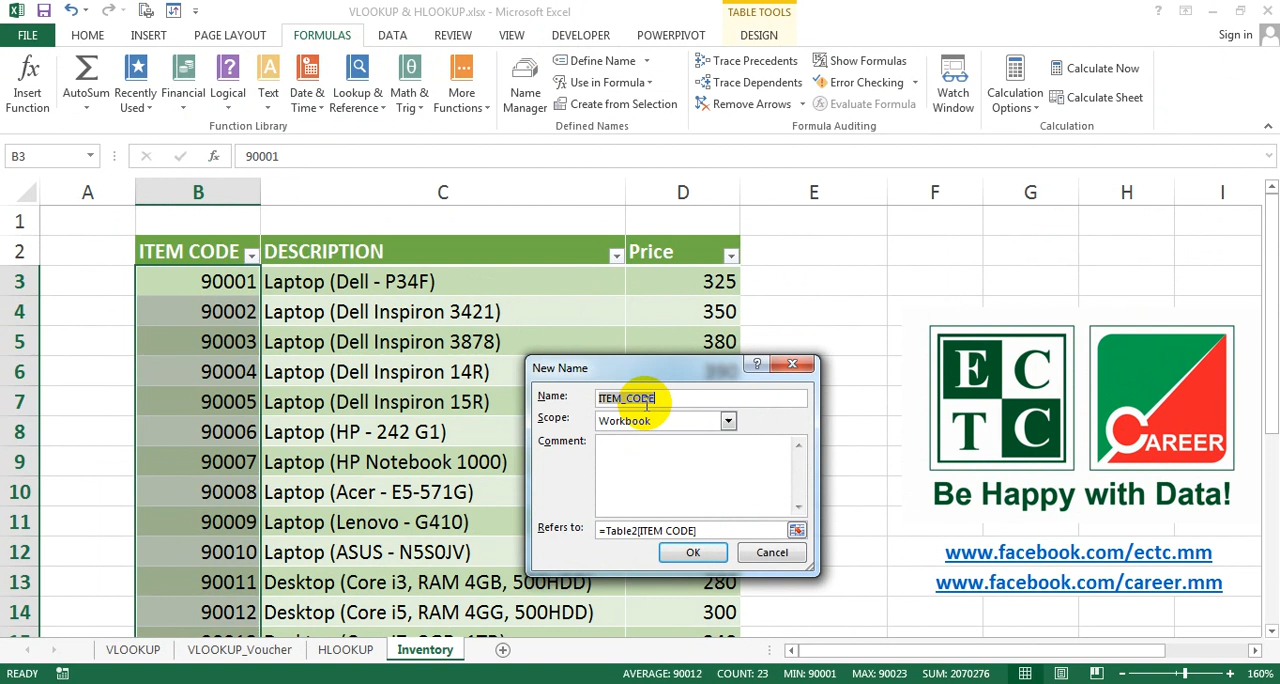 VLOOKUP & HLOOKUP.xlsx - Microsoft Excel
TABLE TOOLS
FILE HOME INSERT PAGE LAYOUT FORMULAS DATA REVIEW VIEW DEVELOPER POWERPIVOT DESIGN Sign in
Insert Function
AutoSum
Recently Used
Financial
Logical
Text
Date & Time
Lookup & Reference
Math & Trig
More Functions
Function Library
Name Manager
Define Name
Use in Formula
Create from Selection
Defined Names
Trace Precedents
Trace Dependents
Remove Arrows
Show Formulas
Error Checking
Evaluate Formula
Formula Auditing
Watch Window
Calculation Options
Calculate Now
Calculate Sheet
Calculation
B3 fx 90001
A B C D E F G H I
1
2 ITEM CODE DESCRIPTION Price
3 90001 Laptop (Dell - P34F) 325
4 90002 Laptop (Dell Inspiron 3421) 350
5 90003 Laptop (Dell Inspiron 3878) 380
6 90004 Laptop (Dell Inspiron 14R) 390
7 90005 Laptop (Dell Inspiron 15R)
8 90006 Laptop (HP - 242 G1)
9 90007 Laptop (HP Notebook 1000)
10 90008 Laptop (Acer - E5-571G)
11 90009 Laptop (Lenovo - G410)
12 90010 Laptop (ASUS - N5S0JV)
13 90011 Desktop (Core i3, RAM 4GB, 500HDD) 280
14 90012 Desktop (Core i5, RAM 4GG, 500HDD) 300
New Name
Name: ITEM_CODE
Scope: Workbook
Comment:
Refers to: =Table2[ITEM CODE]
OK Cancel
E C
T C
CAREER
Be Happy with Data!
www.facebook.com/ectc.mm
www.facebook.com/career.mm
VLOOKUP VLOOKUP_Voucher HLOOKUP Inventory
READY AVERAGE: 90012 COUNT: 23 MIN: 90001 MAX: 90023 SUM: 2070276 160%